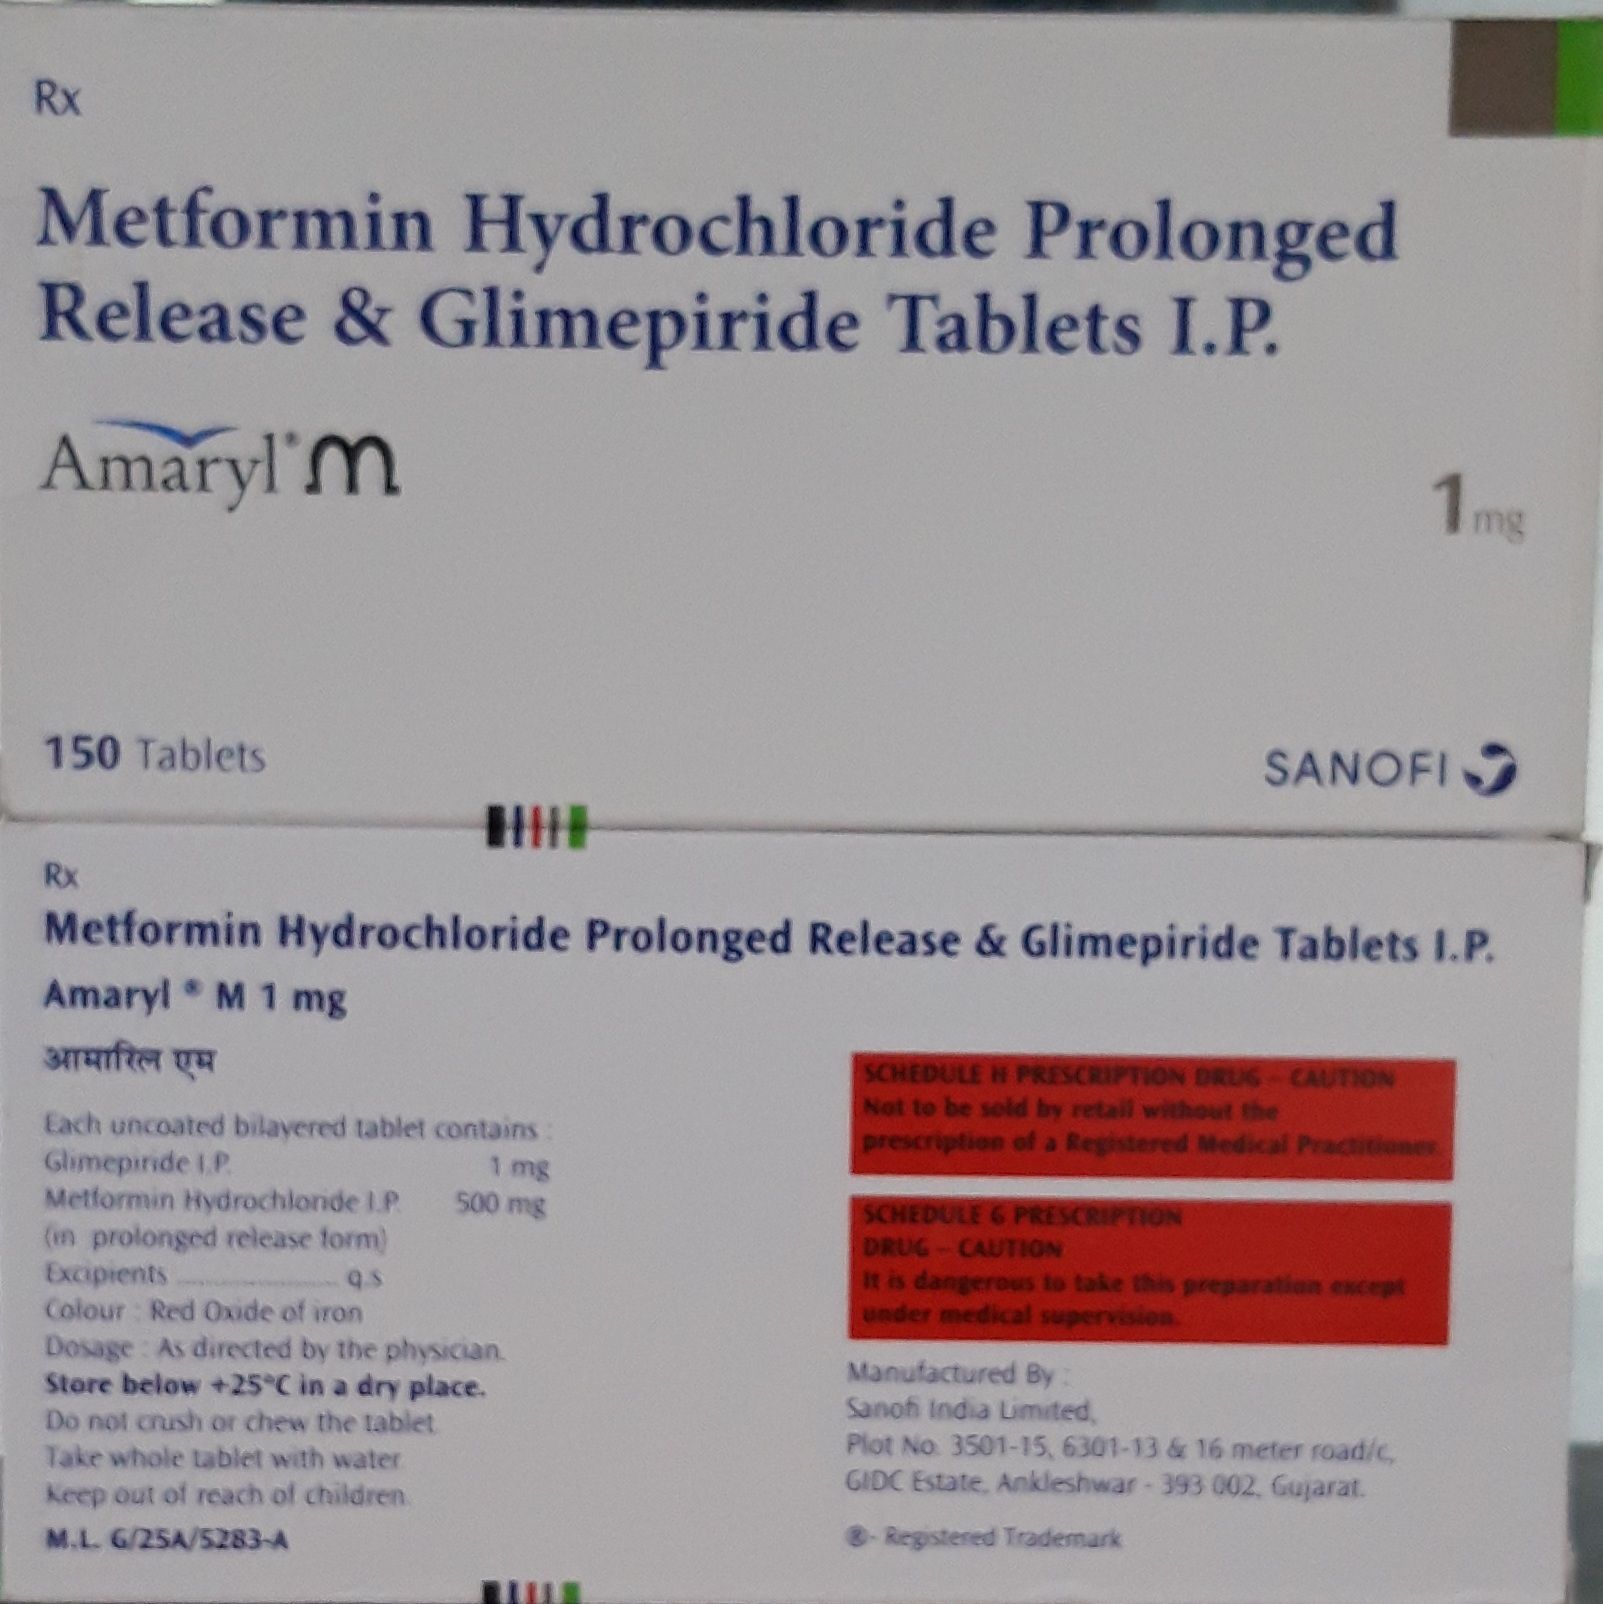 Rx
Metformin Hydrochloride Prolonged
Release & Glimepiride Tablets I.P.
Amaryl® M
1 mg
150 Tablets
SANOFI
Rx
Metformin Hydrochloride Prolonged Release & Glimepiride Tablets I.P.
Amaryl ® M 1 mg
आमारिल एम
Each uncoated bilayered tablet contains :
Glimepiride I.P. 1 mg
Metformin Hydrochloride I.P. 500 mg
(in prolonged release form)
Excipients ........................ q.s
Colour : Red Oxide of iron
Dosage : As directed by the physician.
Store below +25°C in a dry place.
Do not crush or chew the tablet.
Take whole tablet with water.
Keep out of reach of children.
M.L. G/25A/5283-A
SCHEDULE H PRESCRIPTION DRUG – CAUTION
Not to be sold by retail without the
prescription of a Registered Medical Practitioner.
SCHEDULE G PRESCRIPTION
DRUG – CAUTION
It is dangerous to take this preparation except
under medical supervision.
Manufactured By :
Sanofi India Limited,
Plot No. 3501-15, 6301-13 & 16 meter road/c,
GIDC Estate, Ankleshwar - 393 002, Gujarat.
®- Registered Trademark